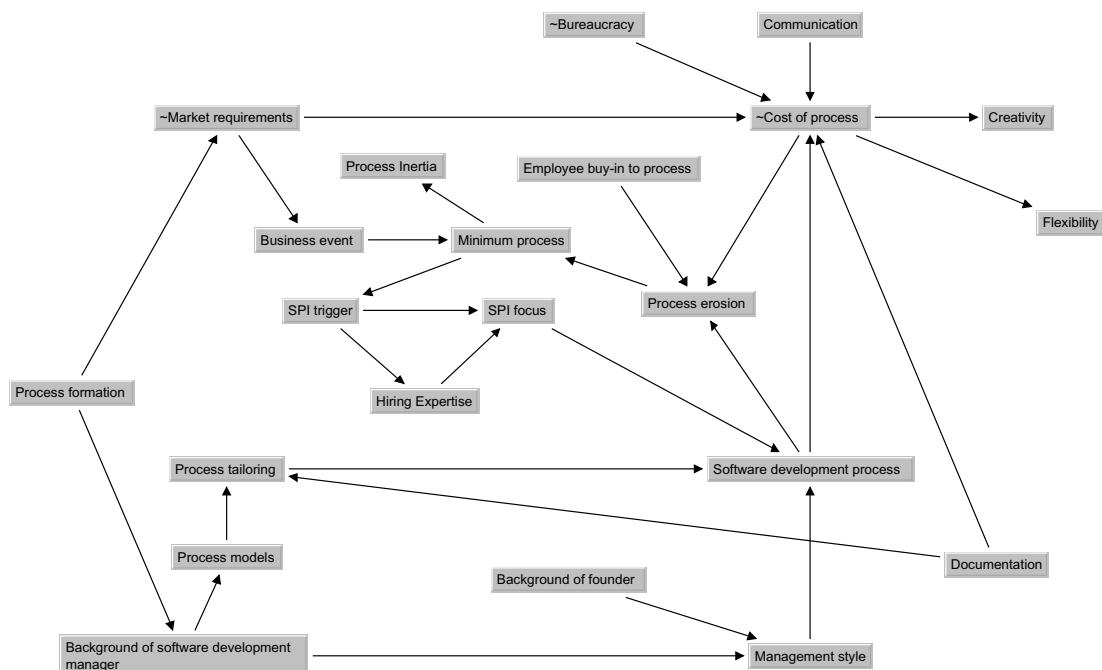 ~Bureaucracy
Communication
~Market requirements
~Cost of process
Creativity
Process Inertia
Employee buy-in to process
Flexibility
Business event
Minimum process
Process erosion
SPI trigger
SPI focus
Process formation
Hiring Expertise
Process tailoring
Software development process
Process models
Documentation
Background of founder
Background of software development
manager
Management style